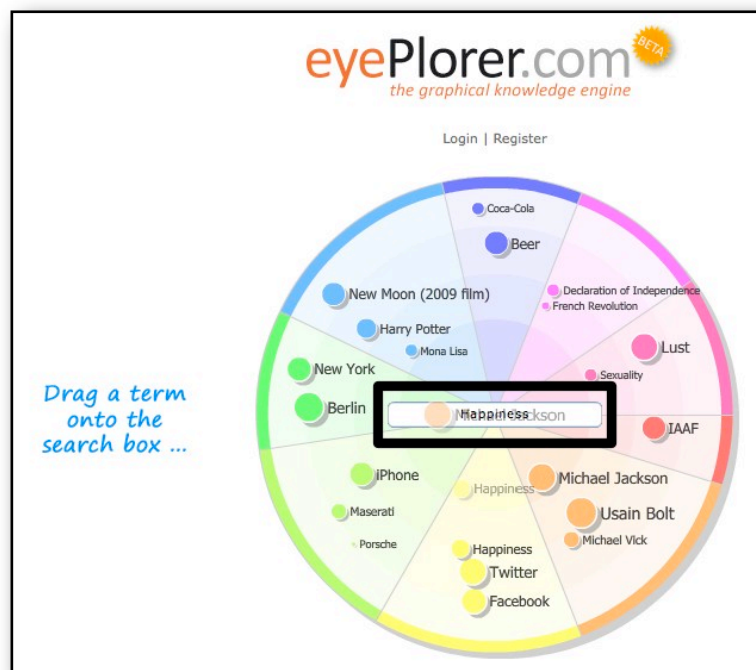 eyePlorer.com BETA
the graphical knowledge engine
Login | Register
Coca-Cola
Beer
Declaration of Independence
French Revolution
New Moon (2009 film)
Harry Potter
Mona Lisa
Lust
Sexuality
New York
Berlin
Drag a term
onto the
search box ...
Happiness
Michael Jackson
IAAF
iPhone
Maserati
Porsche
Happiness
Michael Jackson
Usain Bolt
Michael Vick
Happiness
Twitter
Facebook